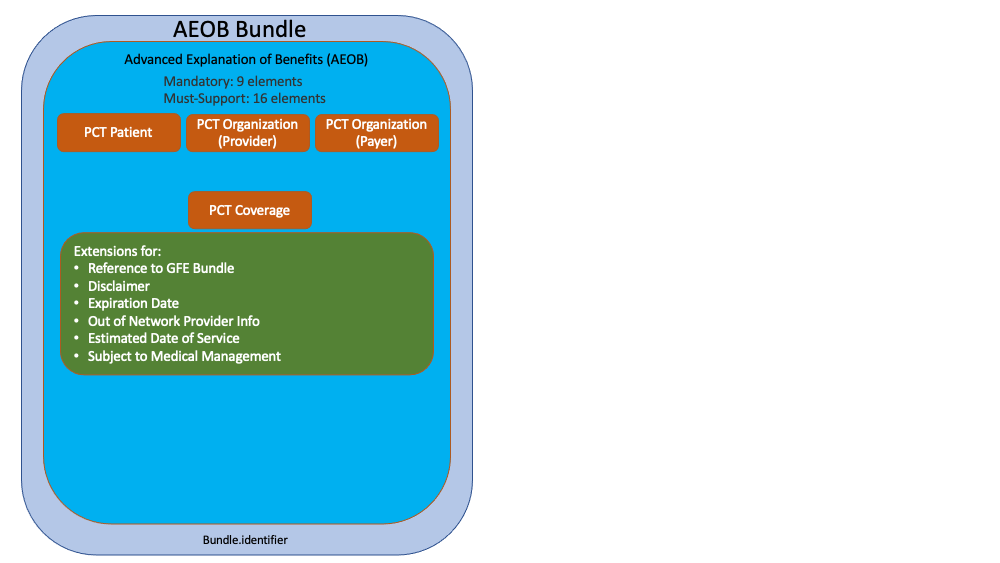 AEOB Bundle
Advanced Explanation of Benefits (AEOB)
Mandatory: 9 elements
Must-Support: 16 elements
PCT Patient
PCT Organization
(Provider)
PCT Organization
(Payer)
PCT Coverage
Extensions for:
• Reference to GFE Bundle
• Disclaimer
• Expiration Date
• Out of Network Provider Info
• Estimated Date of Service
• Subject to Medical Management
Bundle.identifier